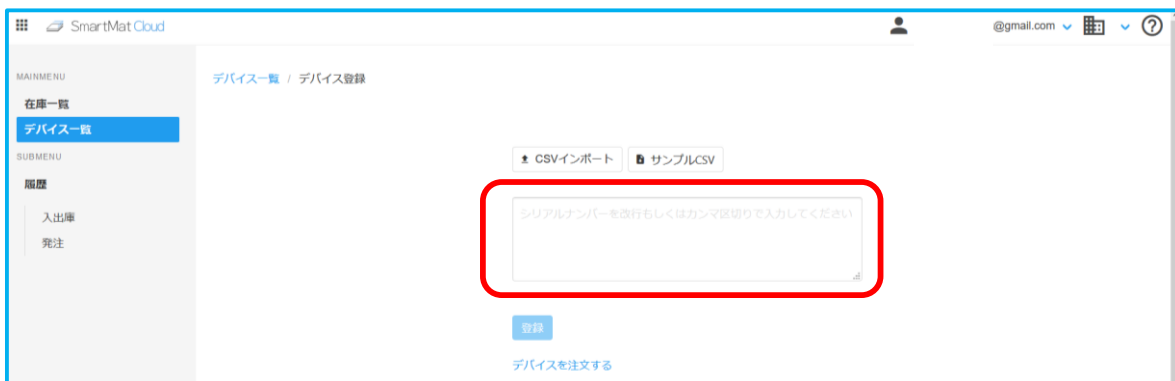 SmartMat Cloud
@gmail.com
MAINMENU
デバイス一覧 / デバイス登録
在庫一覧
デバイス一覧
SUBMENU
CSVインポート サンプルCSV
履歴
シリアルナンバーを改行もしくはカンマ区切りで入力してください
入出庫
発注
登録
デバイスを注文する